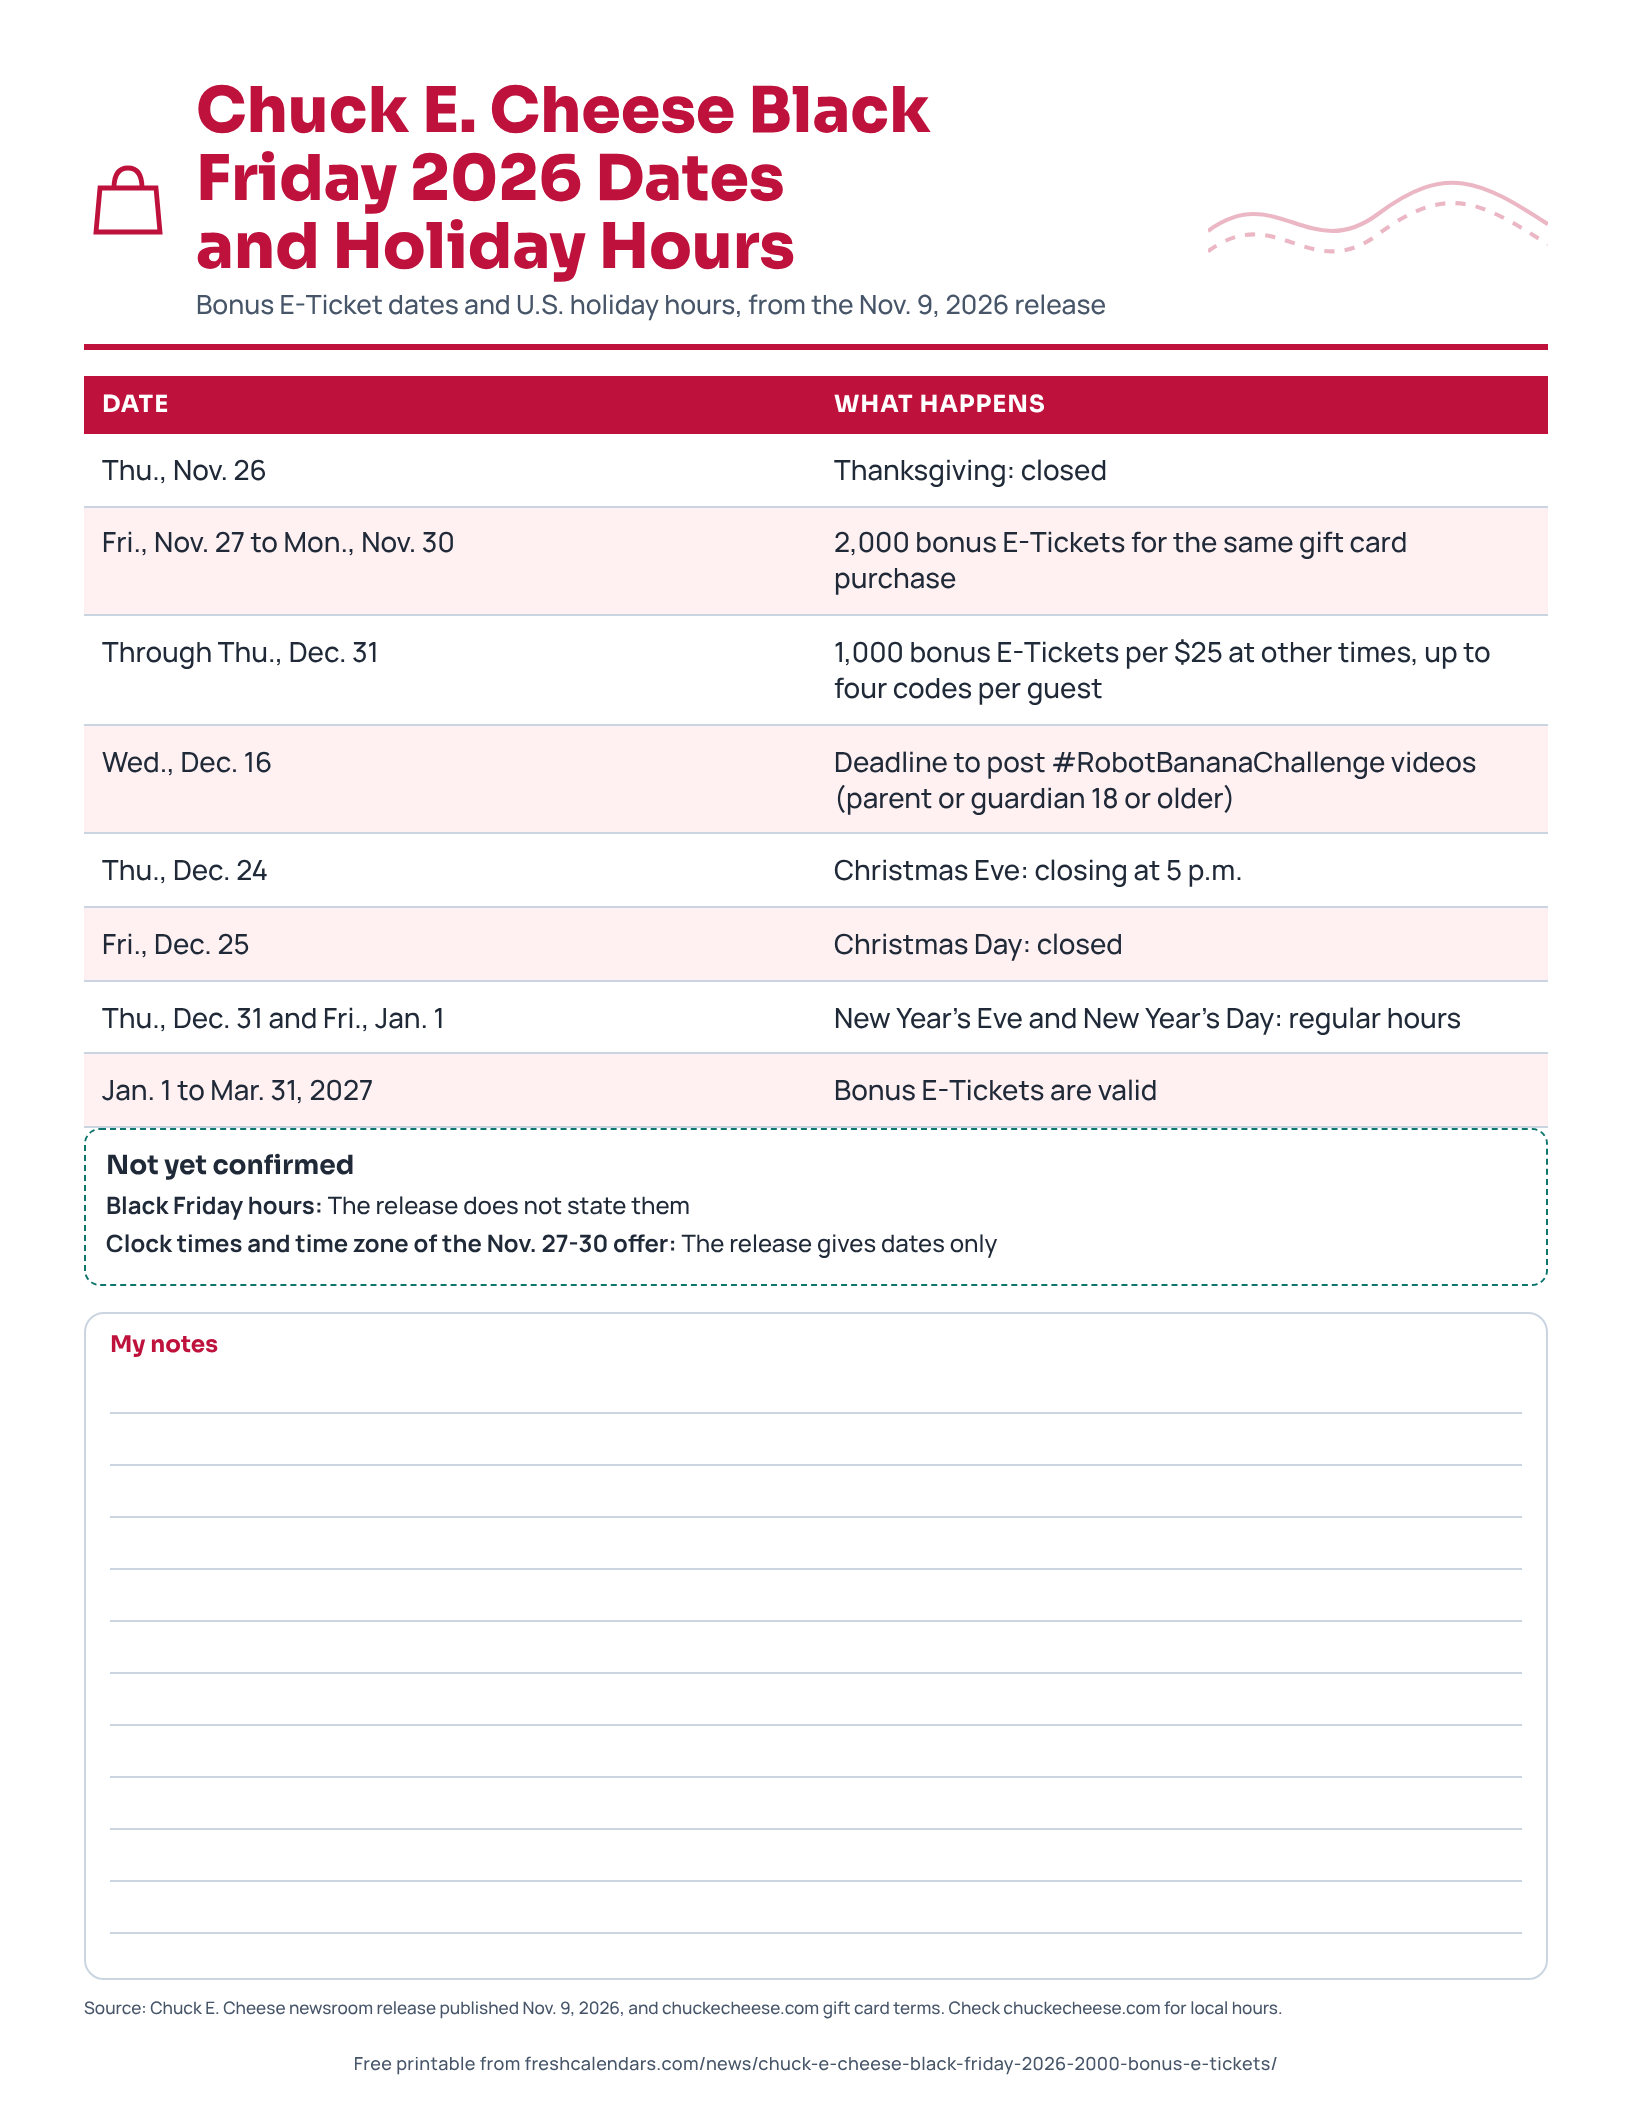 Chuck E. Cheese Black
Friday 2026 Dates
and Holiday Hours
Bonus E-Ticket dates and U.S. holiday hours, from the Nov. 9, 2026 release
DATE WHAT HAPPENS
Thu., Nov. 26 Thanksgiving: closed
Fri., Nov. 27 to Mon., Nov. 30 2,000 bonus E-Tickets for the same gift card
purchase
Through Thu., Dec. 31 1,000 bonus E-Tickets per $25 at other times, up to
four codes per guest
Wed., Dec. 16 Deadline to post #RobotBananaChallenge videos
(parent or guardian 18 or older)
Thu., Dec. 24 Christmas Eve: closing at 5 p.m.
Fri., Dec. 25 Christmas Day: closed
Thu., Dec. 31 and Fri., Jan. 1 New Year’s Eve and New Year’s Day: regular hours
Jan. 1 to Mar. 31, 2027 Bonus E-Tickets are valid
Not yet confirmed
Black Friday hours: The release does not state them
Clock times and time zone of the Nov. 27-30 offer: The release gives dates only
My notes
Source: Chuck E. Cheese newsroom release published Nov. 9, 2026, and chuckecheese.com gift card terms. Check chuckecheese.com for local hours.
Free printable from freshcalendars.com/news/chuck-e-cheese-black-friday-2026-2000-bonus-e-tickets/